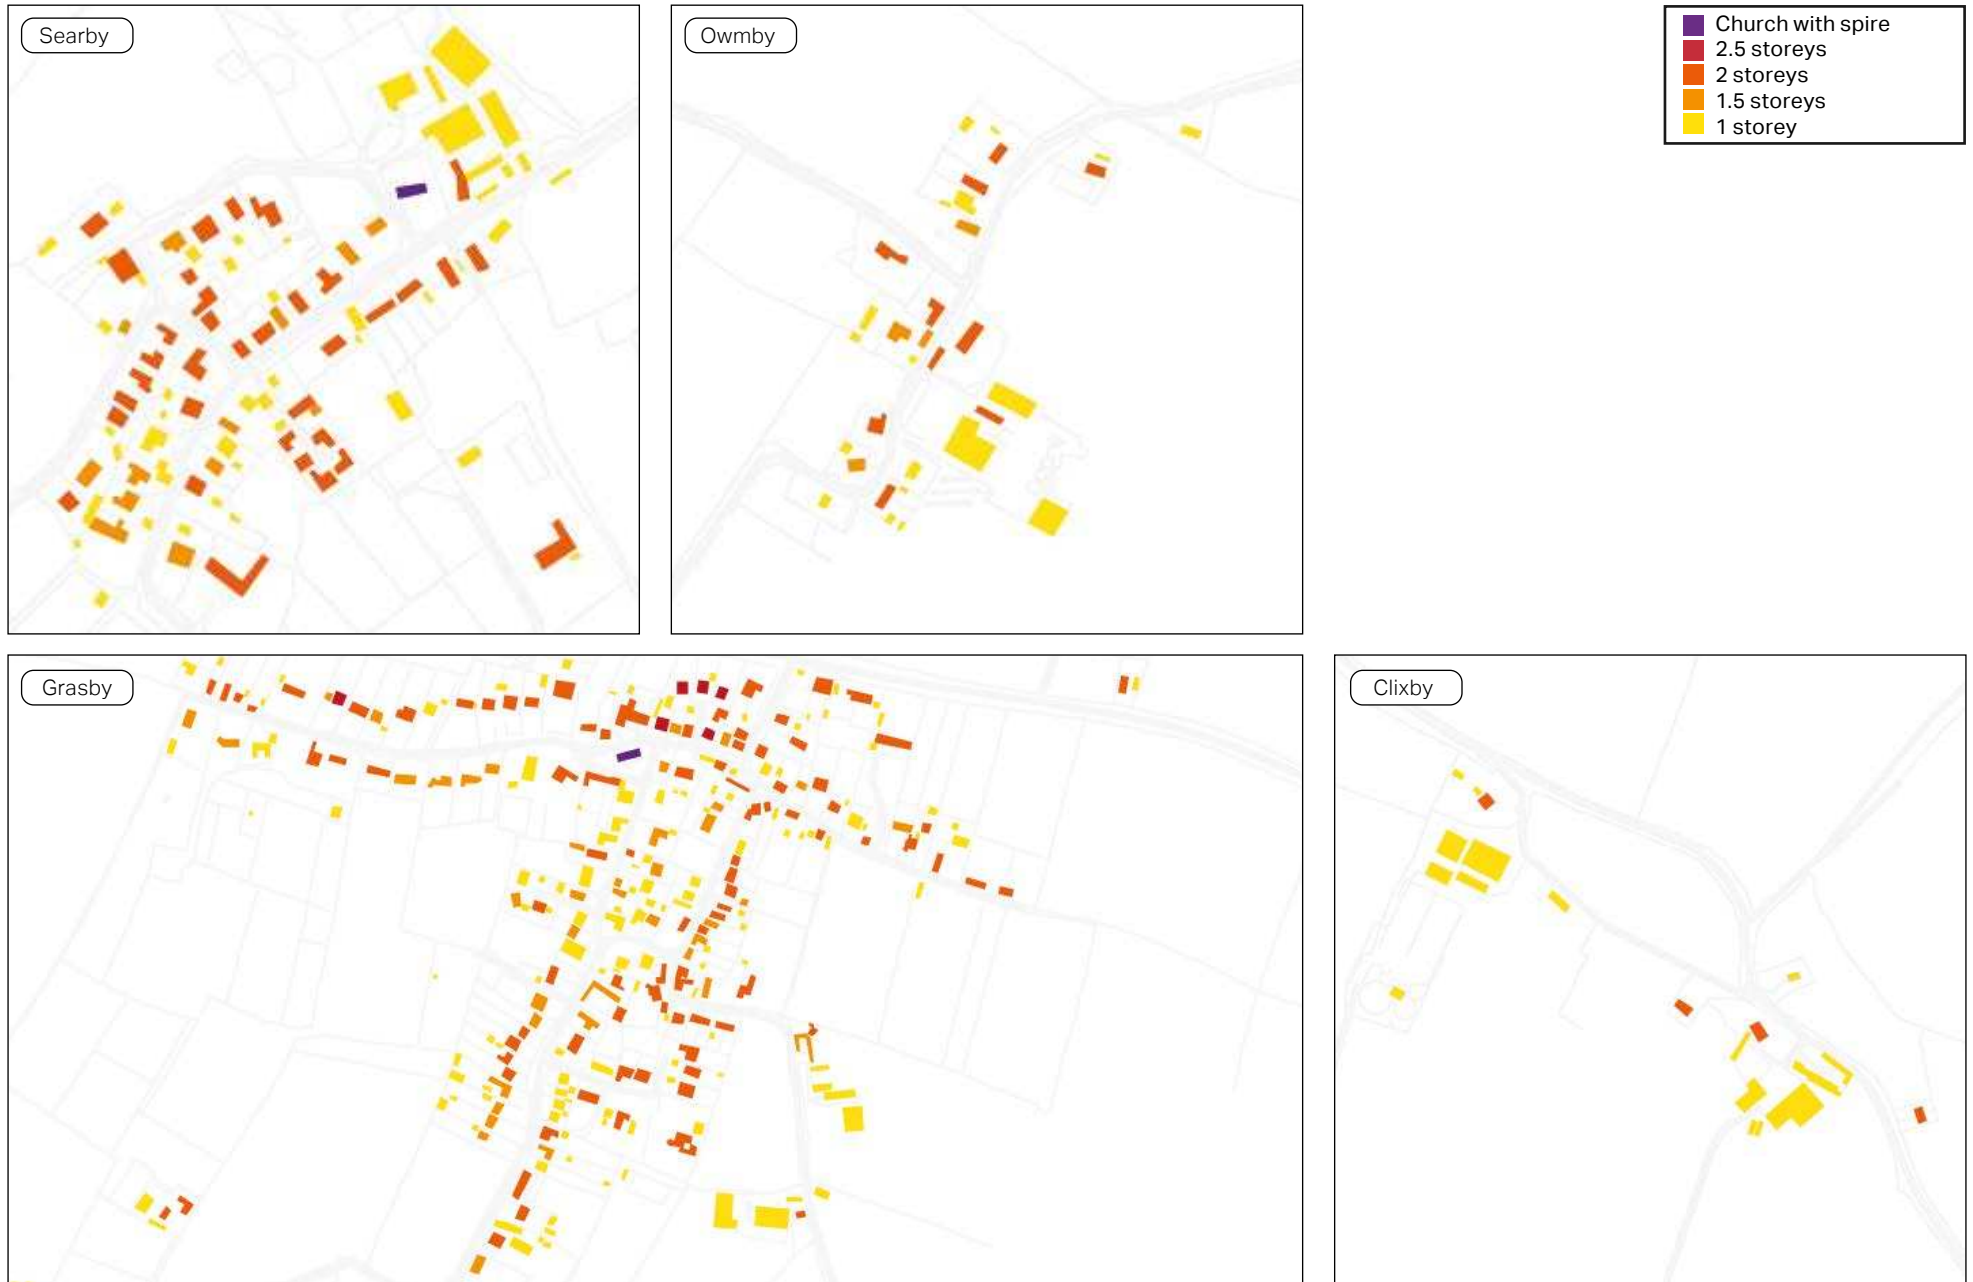 Searby
Owmby
Church with spire
2.5 storeys
2 storeys
1.5 storeys
1 storey
Grasby
Clixby